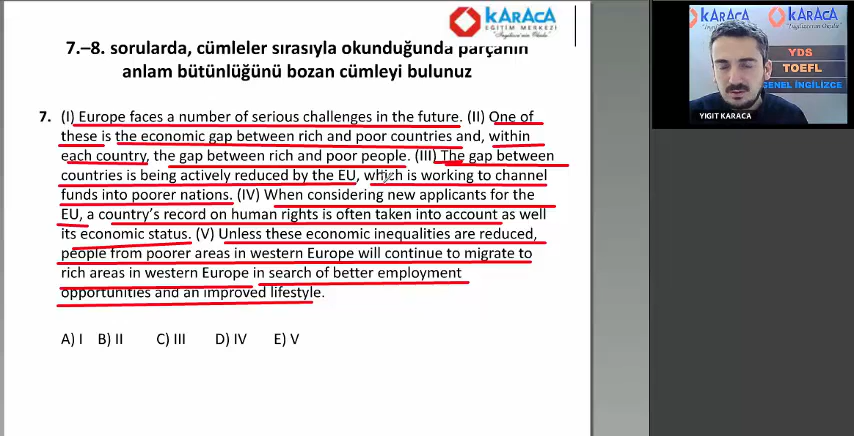 KARACA
EĞİTİM MERKEZİ
"İngilizce'nin Okulu"
7.–8. sorularda, cümleler sırasıyla okunduğunda parçanın
anlam bütünlüğünü bozan cümleyi bulunuz
7. (I) Europe faces a number of serious challenges in the future. (II) One of
these is the economic gap between rich and poor countries and, within
each country, the gap between rich and poor people. (III) The gap between
countries is being actively reduced by the EU, which is working to channel
funds into poorer nations. (IV) When considering new applicants for the
EU, a country's record on human rights is often taken into account as well
its economic status. (V) Unless these economic inequalities are reduced,
people from poorer areas in western Europe will continue to migrate to
rich areas in western Europe in search of better employment
opportunities and an improved lifestyle.
A) I B) II C) III D) IV E) V
KARACA
KARACA
"İngilizcenin Okulu"
YDS
TOEFL
GENEL İNGİLİZCE
YIGIT KARACA